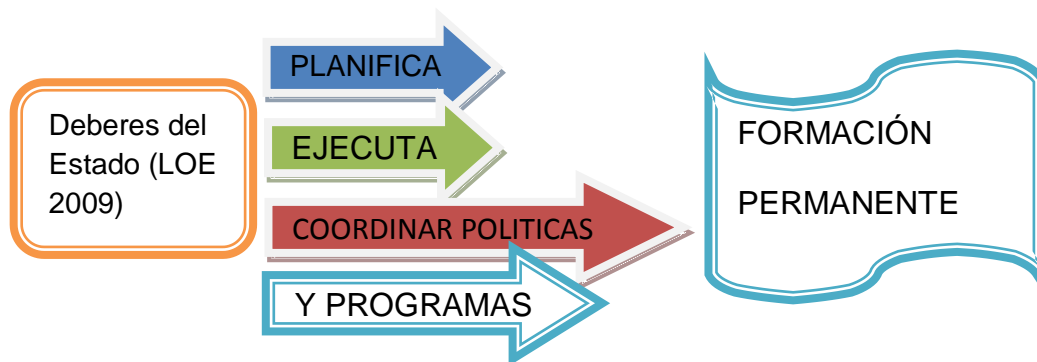 Deberes del
Estado (LOE
2009)
PLANIFICA
EJECUTA
COORDINAR POLITICAS
Y PROGRAMAS
FORMACIÓN
PERMANENTE